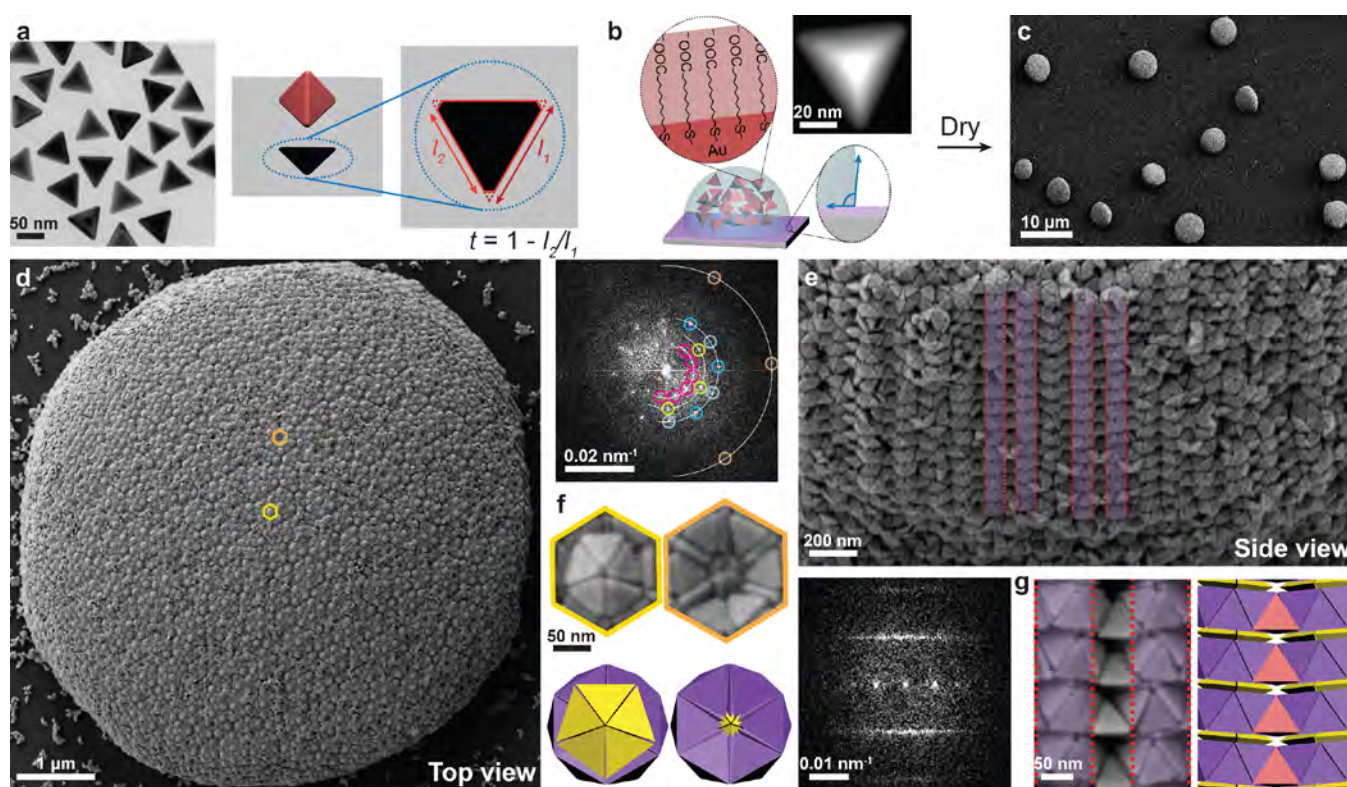 a
50 nm
l2
l1
t = 1 - l2/l1
b
-OOC
-OOC
-OOC
-OOC
-OOC
S
S
S
S
S
Au
20 nm
Dry
c
10 µm
d
1 µm
Top view
0.02 nm⁻¹
e
200 nm
Side view
f
50 nm
0.01 nm⁻¹
g
50 nm